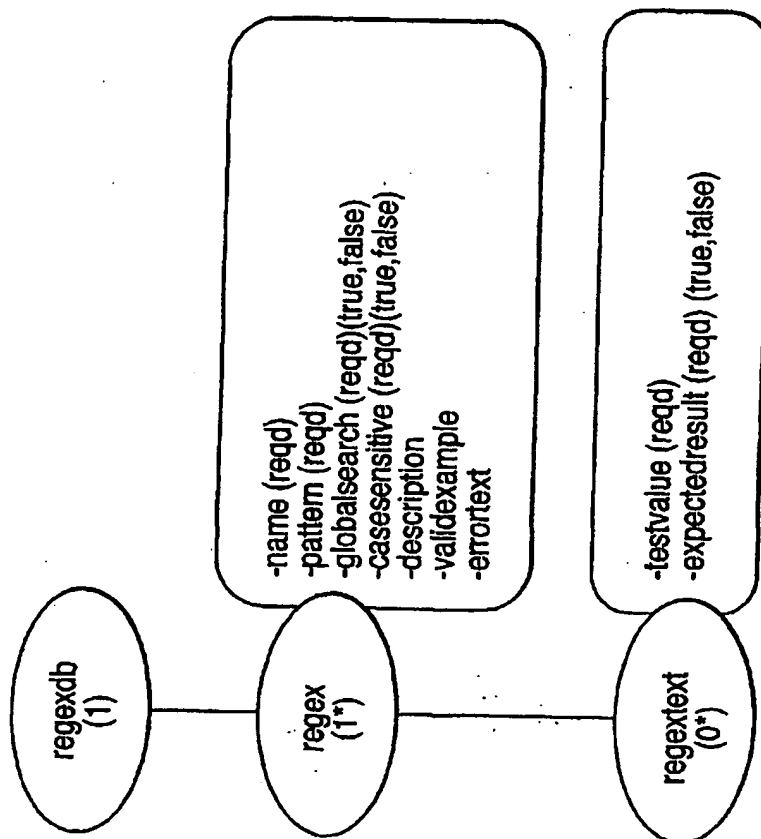 regexdb
(1)
regex
(1*)
-name (reqd)
-pattern (reqd)
-globalsearch (reqd)(true,false)
-casesensitive (reqd)(true,false)
-description
-validexample
-errortext
regextext
(0*)
-testvalue (reqd)
-expectedresult (reqd) (true,false)